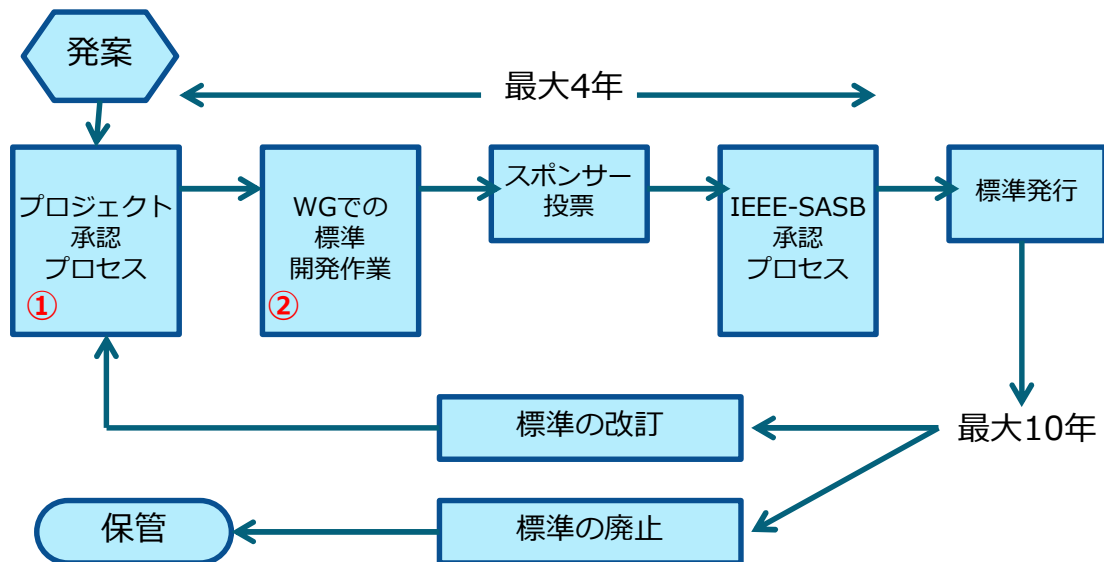 発案
最大4年
プロジェクト
承認
プロセス
①
WGでの
標準
開発作業
②
スポンサー
投票
IEEE-SASB
承認
プロセス
標準発行
標準の改訂
最大10年
保管
標準の廃止